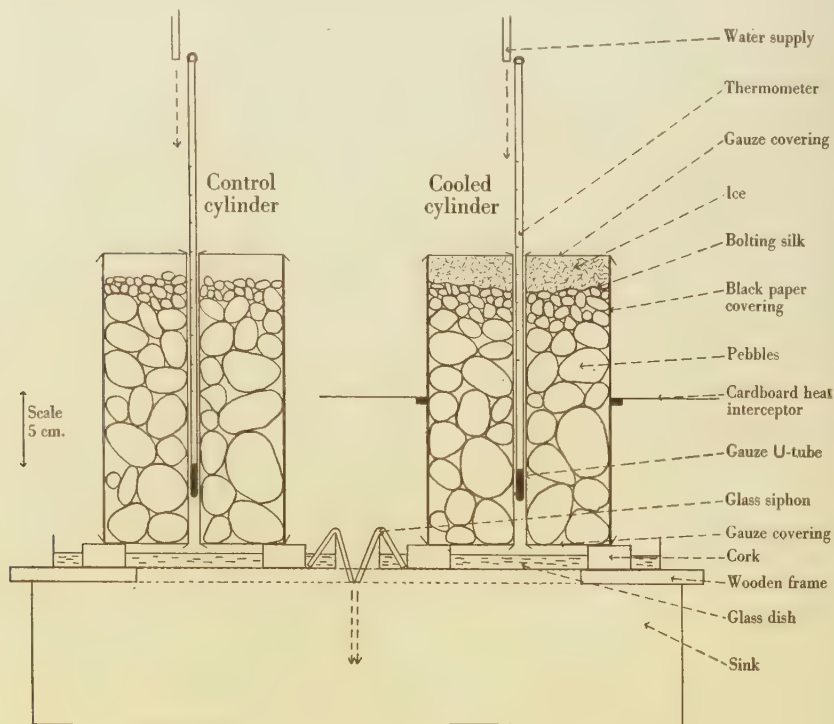 Water supply
Thermometer
Gauze covering
Control
cylinder
Cooled
cylinder
Ice
Bolting silk
Black paper
covering
Pebbles
Cardboard heat
interceptor
Scale
5 cm.
Gauze U-tube
Glass siphon
Gauze covering
Cork
Wooden frame
Glass dish
Sink